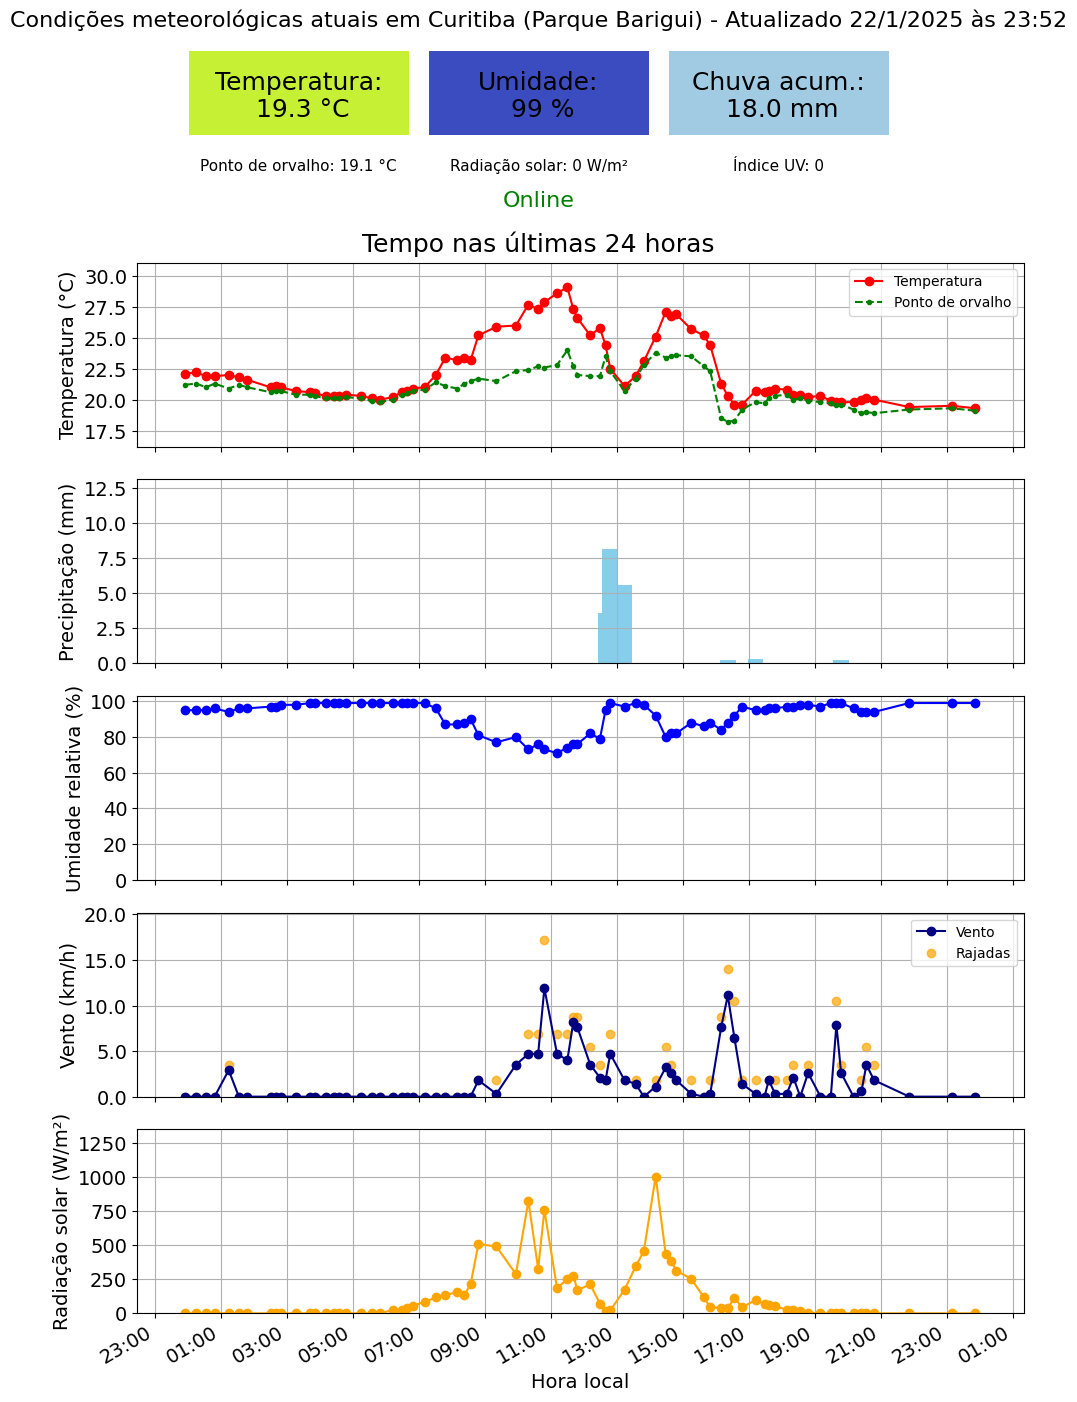 Condições meteorológicas atuais em Curitiba (Parque Barigui) - Atualizado 22/1/2025 às 23:52
Temperatura:
19.3 °C
Umidade:
99 %
Chuva acum.:
18.0 mm
Ponto de orvalho: 19.1 °C
Radiação solar: 0 W/m²
Índice UV: 0
Online
Tempo nas últimas 24 horas
Temperatura (°C)
30.0
27.5
25.0
22.5
20.0
17.5
Temperatura
Ponto de orvalho
Precipitação (mm)
12.5
10.0
7.5
5.0
2.5
0.0
Umidade relativa (%)
100
80
60
40
20
0
Vento (km/h)
20.0
15.0
10.0
5.0
0.0
Vento
Rajadas
Radiação solar (W/m²)
1250
1000
750
500
250
0
23:00 01:00 03:00 05:00 07:00 09:00 11:00 13:00 15:00 17:00 19:00 21:00 23:00 01:00
Hora local